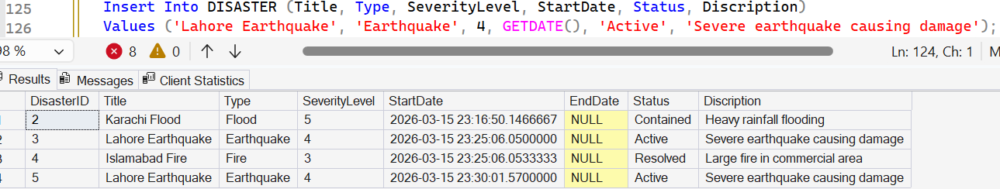 125 Insert Into DISASTER (Title, Type, SeverityLevel, StartDate, Status, Discription)
126 Values ('Lahore Earthquake', 'Earthquake', 4, GETDATE(), 'Active', 'Severe earthquake causing damage');
98 % 8 0 Ln: 124, Ch: 1
Results Messages Client Statistics
DisasterID Title Type SeverityLevel StartDate EndDate Status Discription
2 Karachi Flood Flood 5 2026-03-15 23:16:50.1466667 NULL Contained Heavy rainfall flooding
2 3 Lahore Earthquake Earthquake 4 2026-03-15 23:25:06.0500000 NULL Active Severe earthquake causing damage
3 4 Islamabad Fire Fire 3 2026-03-15 23:25:06.0533333 NULL Resolved Large fire in commercial area
4 5 Lahore Earthquake Earthquake 4 2026-03-15 23:30:01.5700000 NULL Active Severe earthquake causing damage